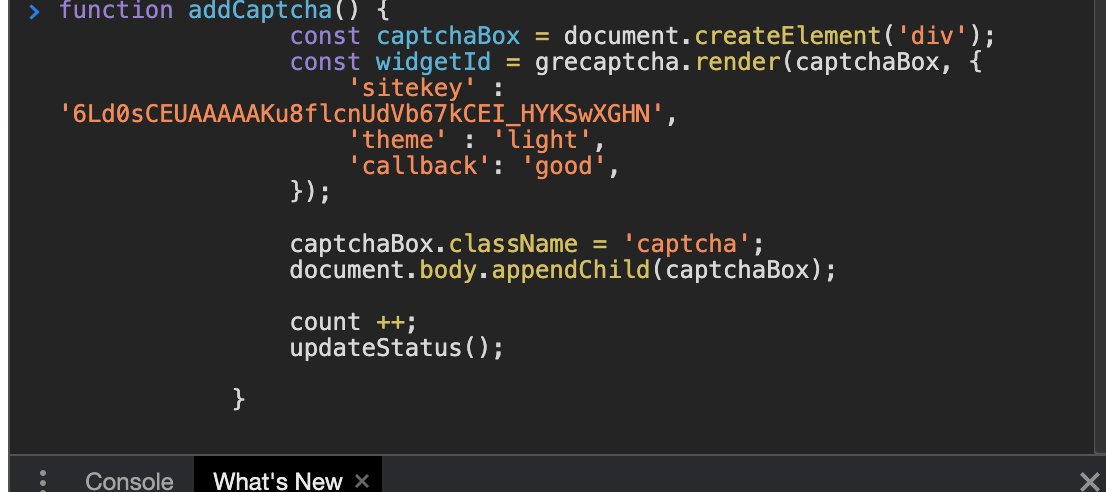 > function addCaptcha() {
const captchaBox = document.createElement('div');
const widgetId = grecaptcha.render(captchaBox, {
'sitekey' :
'6Ld0sCEUAAAAAKu8flcnUdVb67kCEI_HYKSwXGHN',
'theme' : 'light',
'callback': 'good',
});
captchaBox.className = 'captcha';
document.body.appendChild(captchaBox);
count ++;
updateStatus();
}
Console What's New